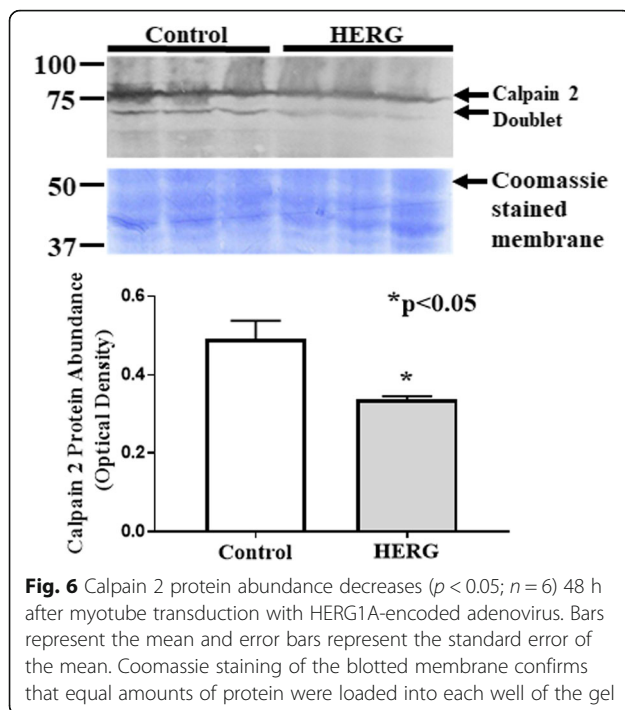 Control HERG
100
75
Calpain 2
Doublet
50
Coomassie
stained
membrane
37
Calpain 2 Protein Abundance
((Optical Density)
0.6
0.4
0.2
0.0
*p<0.05
*
Control HERG
Fig. 6 Calpain 2 protein abundance decreases (p < 0.05; n = 6) 48 h
after myotube transduction with HERG1A-encoded adenovirus. Bars
represent the mean and error bars represent the standard error of
the mean. Coomassie staining of the blotted membrane confirms
that equal amounts of protein were loaded into each well of the gel